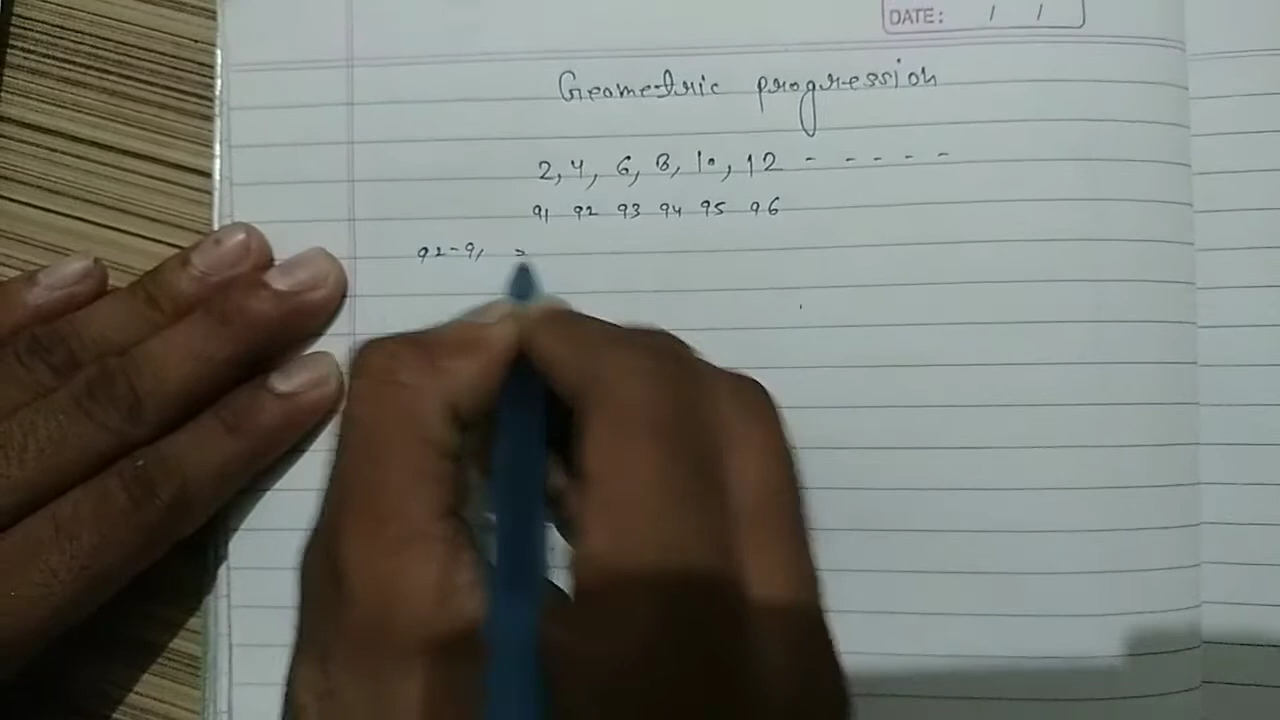 DATE: / /
Geometric progression
2, 4, 6, 8, 10, 12 - - - - -
a1 a2 a3 a4 a5 a6
a2-a1 =